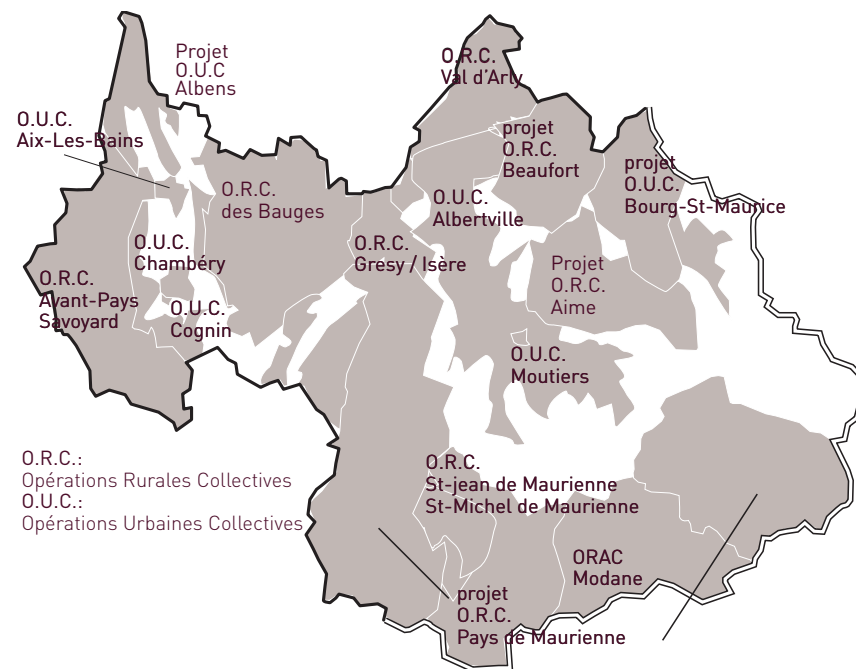 Projet
O.U.C
Albens
O.R.C.
Val d'Arly
O.U.C.
Aix-Les-Bains
projet
O.R.C.
Beaufort
projet
O.U.C.
Bourg-St-Maurice
O.R.C.
des Bauges
O.U.C.
Albertville
O.U.C.
Chambéry
O.R.C.
Gresy / Isère
Projet
O.R.C.
Aime
O.R.C.
Avant-Pays
Savoyard
O.U.C.
Cognin
O.U.C.
Moutiers
O.R.C.:
Opérations Rurales Collectives
O.U.C.:
Opérations Urbaines Collectives
O.R.C.
St-jean de Maurienne
St-Michel de Maurienne
ORAC
Modane
projet
O.R.C.
Pays de Maurienne